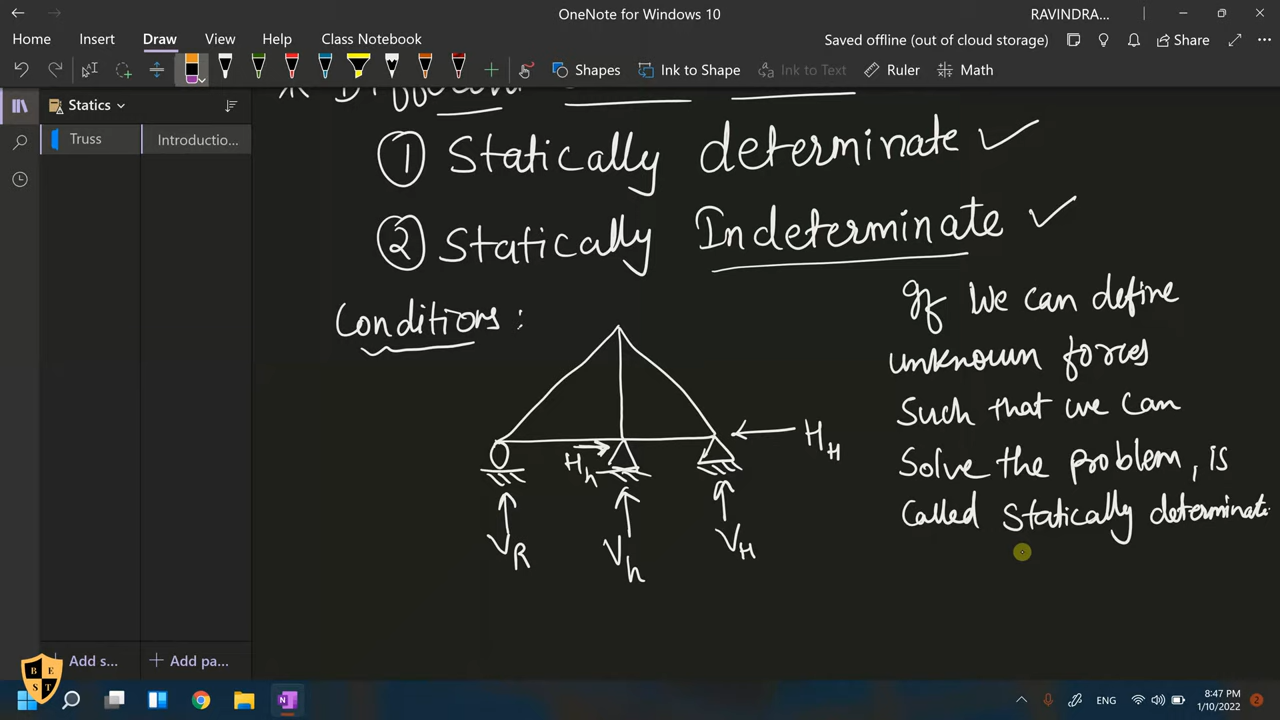 OneNote for Windows 10
RAVINDRA...
Home Insert Draw View Help Class Notebook
Saved offline (out of cloud storage)
Share
Shapes
Ink to Shape
Ink to Text
Ruler
Math
Statics
Truss
Introductio...
① Statically determinate ✓
② Statically Indeterminate ✓
Conditions:
If We can define
unknown forces
Such that we can
Solve the problem, is
Called Statically determinate
H_H
H_h
V_R
V_h
V_H
Add s...
Add pa...
BEST
ENG
8:47 PM
1/10/2022
2